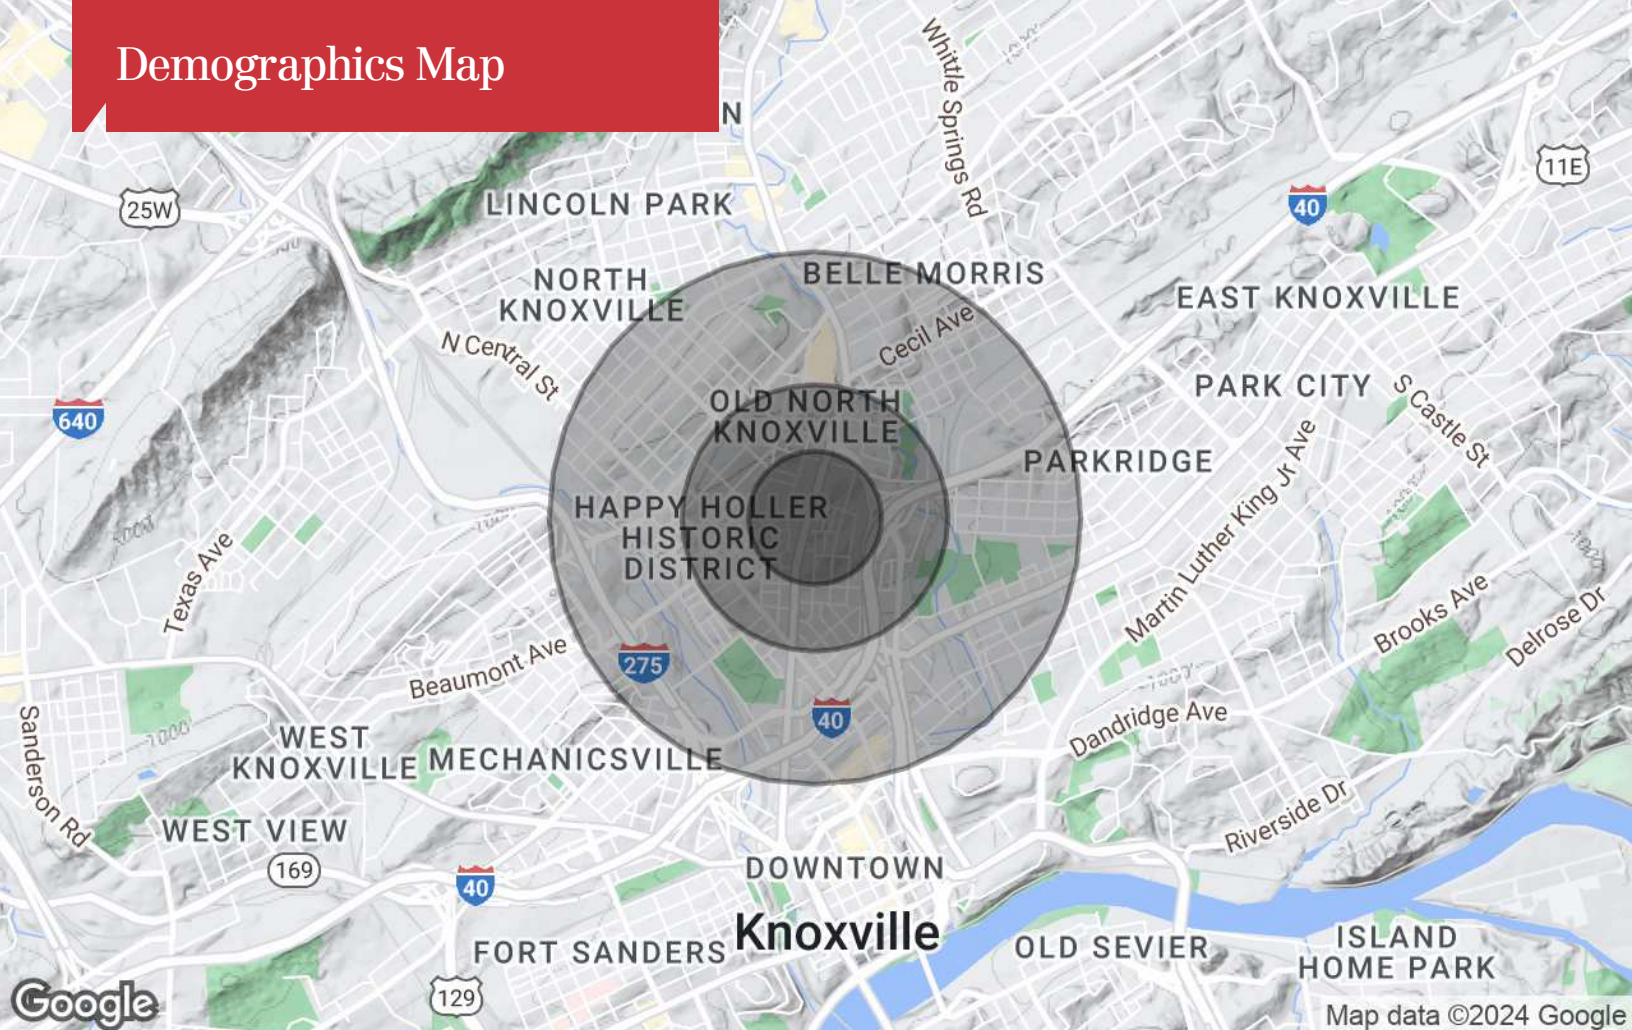 Demographics Map
N
Whittle Springs Rd
11E
25W
LINCOLN PARK
40
NORTH
KNOXVILLE
BELLE MORRIS
EAST KNOXVILLE
N Central St
Cecil Ave
PARK CITY
S Castle St
640
OLD NORTH
KNOXVILLE
PARKRIDGE
HAPPY HOLLER
HISTORIC
DISTRICT
Texas Ave
Martin Luther King Jr Ave
Brooks Ave
Delrose Dr
275
Beaumont Ave
1000
40
Dandridge Ave
Sanderson Rd
1000
WEST
KNOXVILLE
MECHANICSVILLE
Riverside Dr
WEST VIEW
169
40
DOWNTOWN
Knoxville
FORT SANDERS
OLD SEVIER
ISLAND
HOME PARK
129
Google
Map data ©2024 Google